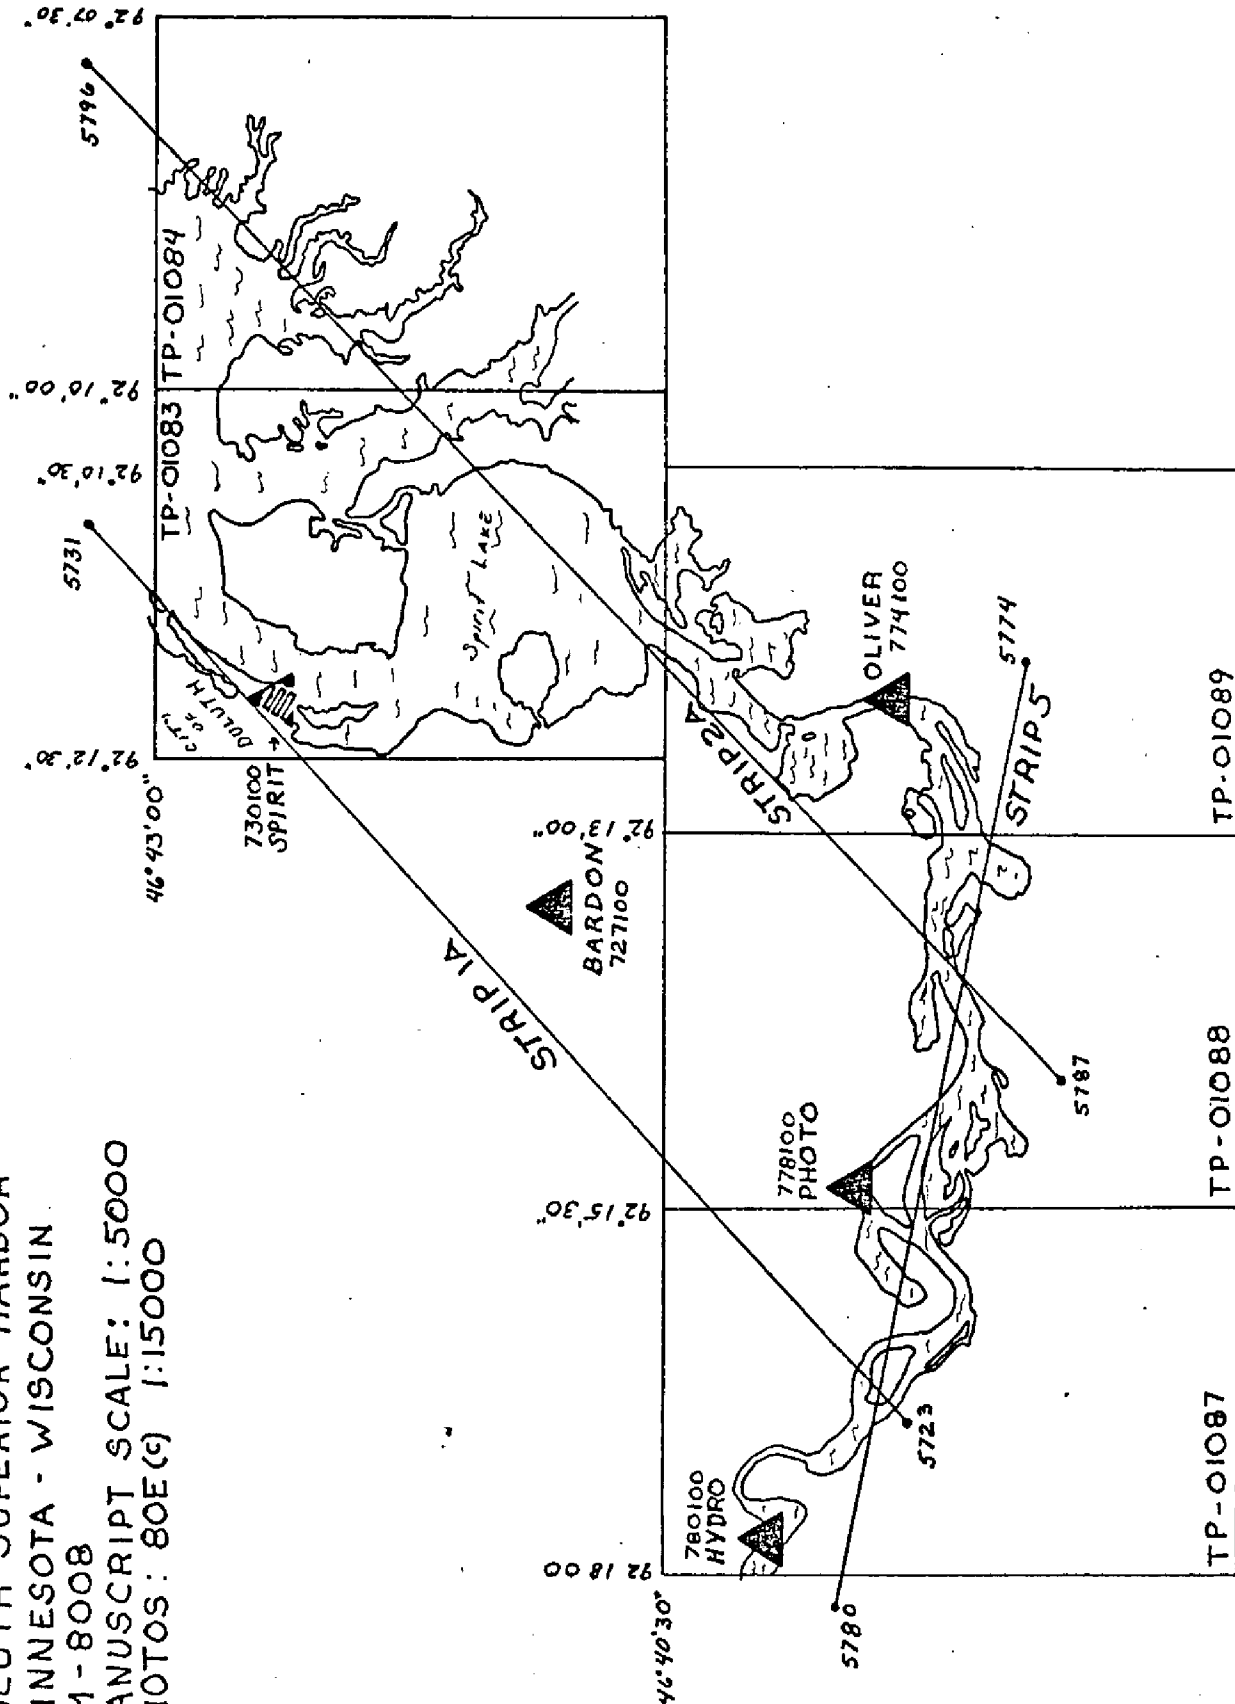 MINNESOTA - WISCONSIN
M-8008
MANUSCRIPT SCALE: 1:5000
PHOTOS: 80E(C) 1:15000
92° 07' 30"
5796
TP-01084
92° 10' 00"
TP-01083
92° 10' 30"
5731
CITY
OF
DULUTH
92° 12' 30"
46° 43' 00"
730100
SPIRIT
Spirit LAKE
BARDON
727100
STRIP 1A
STRIP 2A
92° 13' 00"
OLIVER
774100
5774
STRIP 5
TP-01089
5787
778100
PHOTO
92° 15' 30"
TP-01088
5723
780100
HYDRO
92 18 00
46° 40' 30"
5780
TP-01087